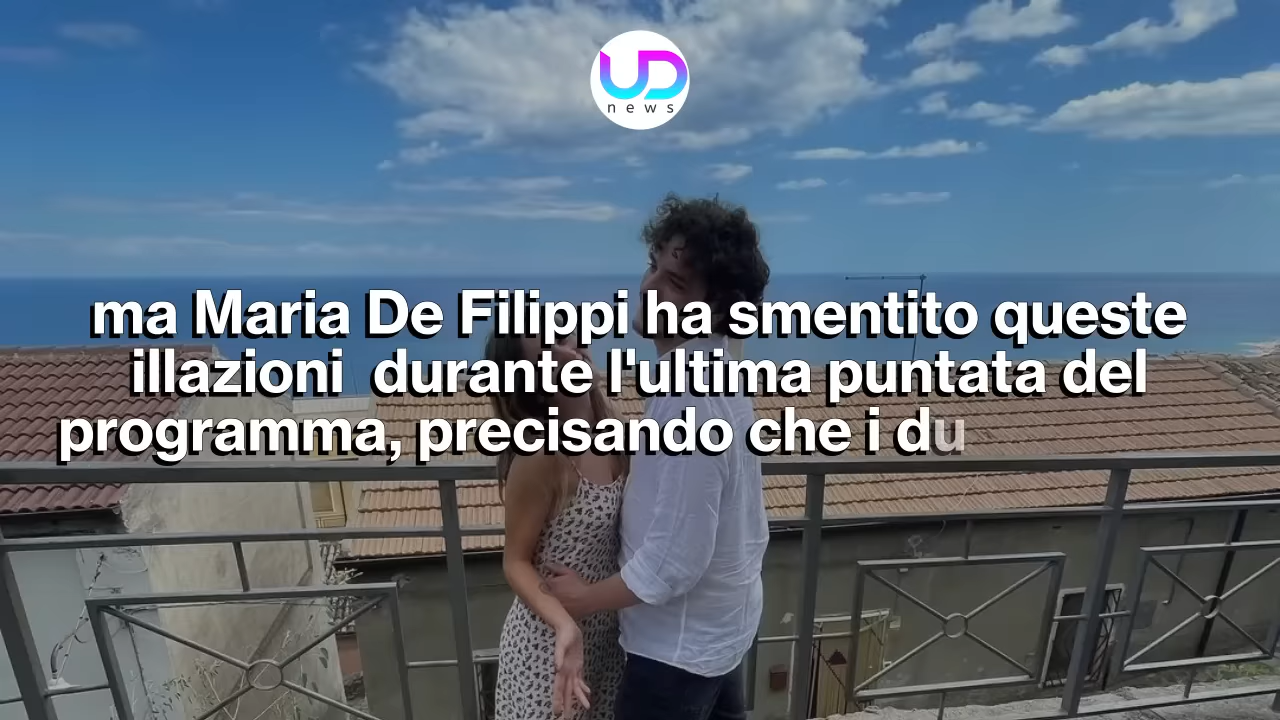 UD
news
ma Maria De Filippi ha smentito queste
illazioni  durante l'ultima puntata del
programma, precisando che i du